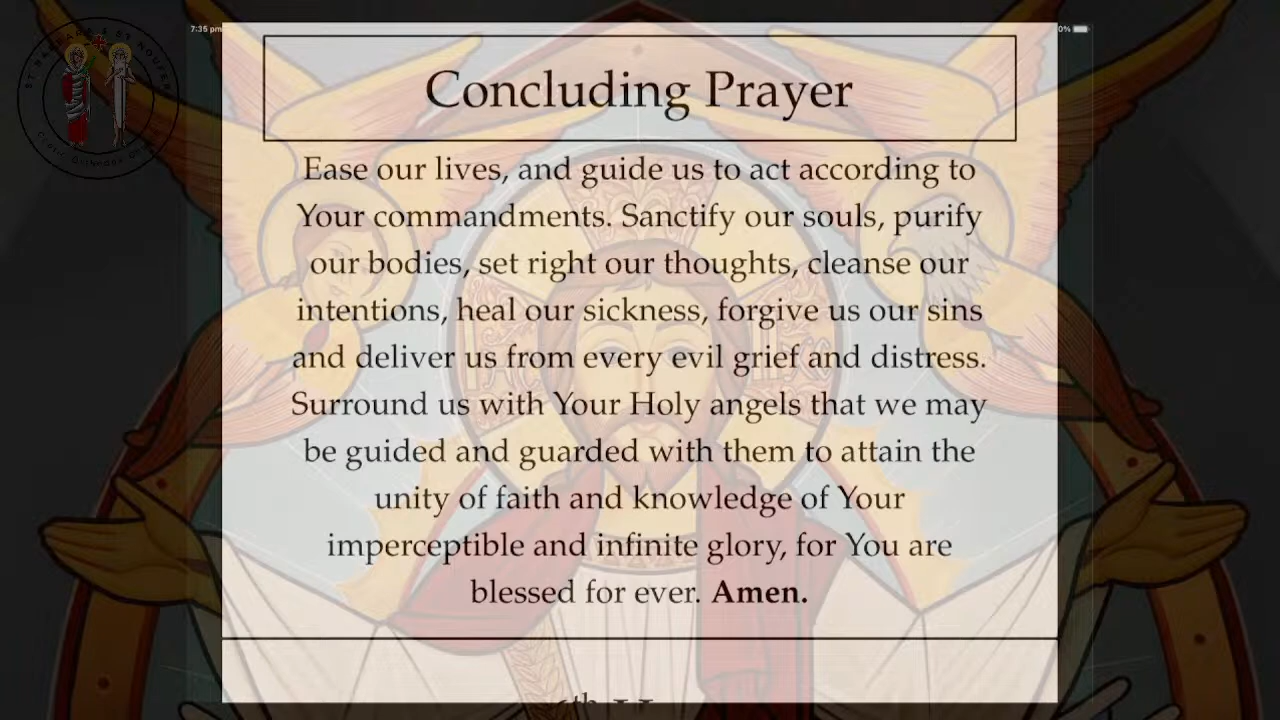 7:35 pm
0%
Concluding Prayer
Ease our lives, and guide us to act according to
Your commandments. Sanctify our souls, purify
our bodies, set right our thoughts, cleanse our
intentions, heal our sickness, forgive us our sins
and deliver us from every evil grief and distress.
Surround us with Your Holy angels that we may
be guided and guarded with them to attain the
unity of faith and knowledge of Your
imperceptible and infinite glory, for You are
blessed for ever. Amen.